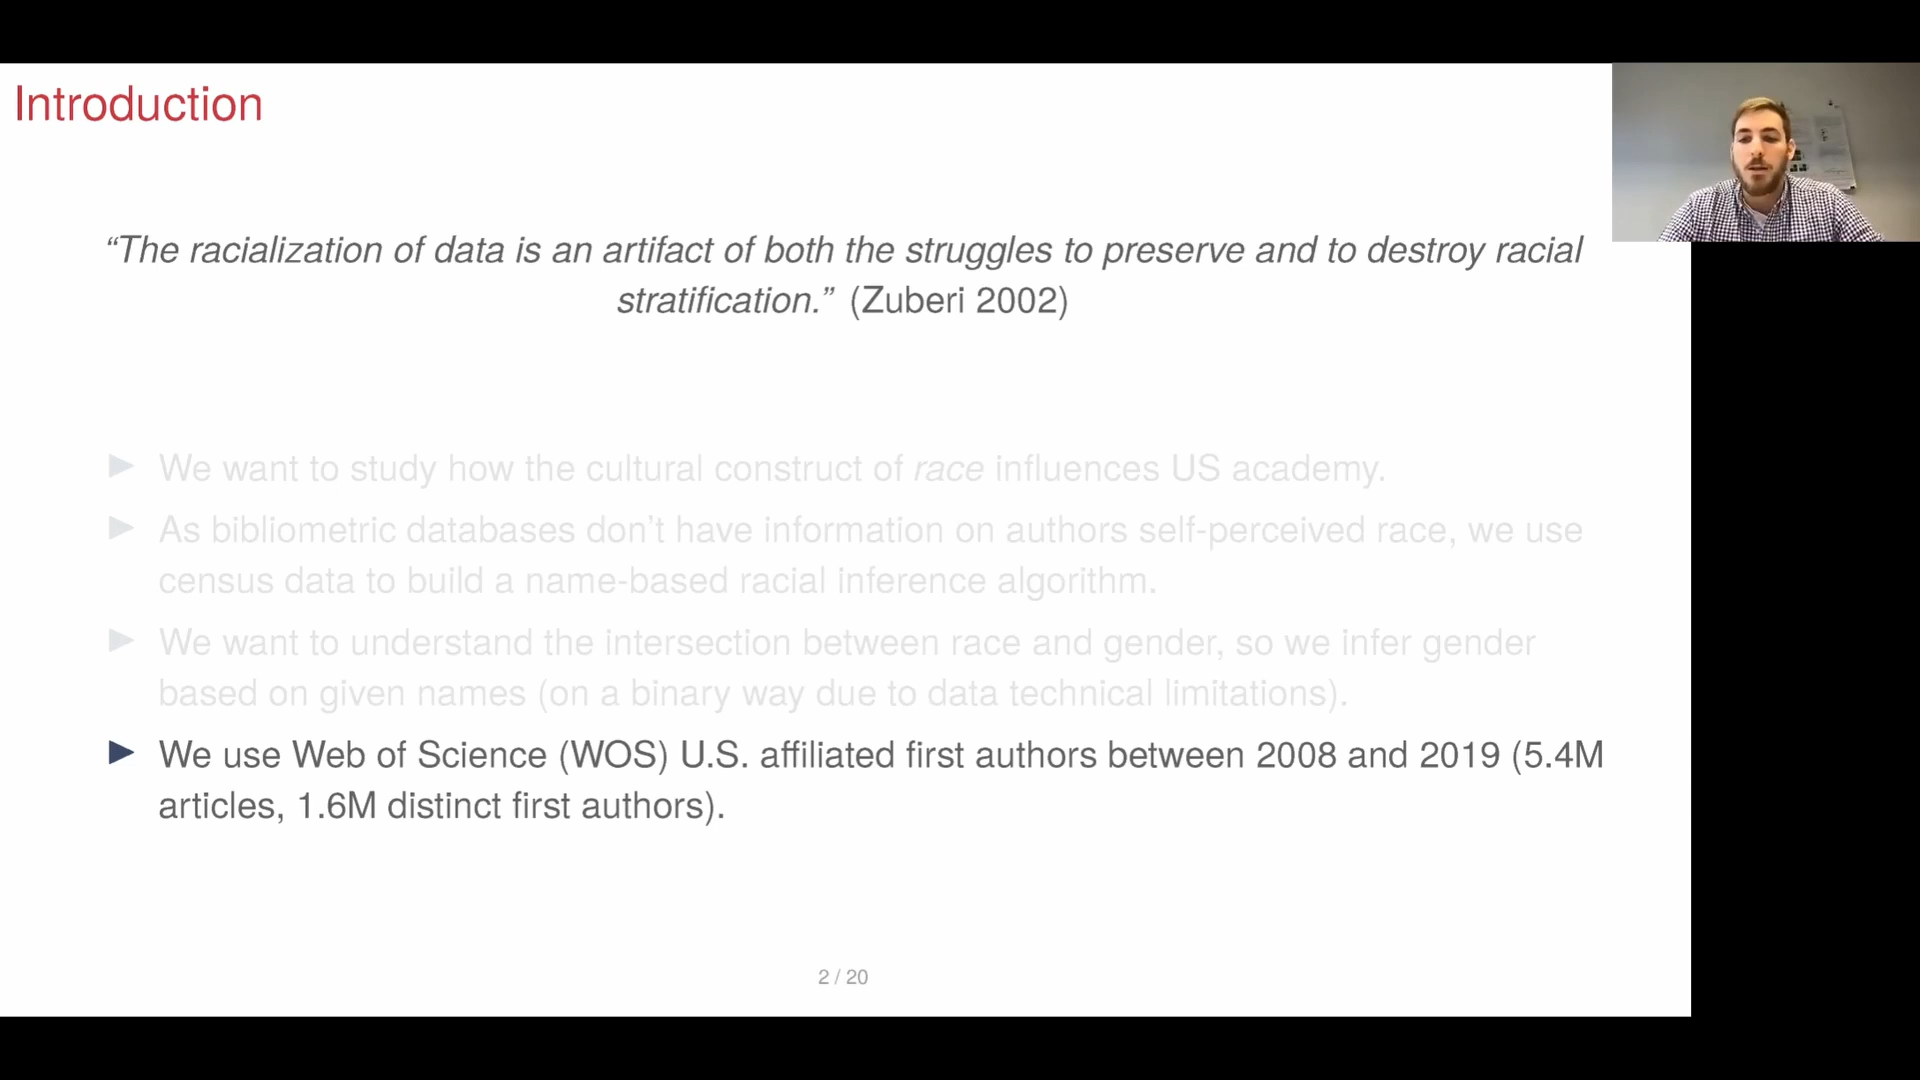 Introduction
“The racialization of data is an artifact of both the struggles to preserve and to destroy racial
stratification.” (Zuberi 2002)
▶ We want to study how the cultural construct of race influences US academy.
▶ As bibliometric databases don’t have information on authors self-perceived race, we use
census data to build a name-based racial inference algorithm.
▶ We want to understand the intersection between race and gender, so we infer gender
based on given names (on a binary way due to data technical limitations).
▶ We use Web of Science (WOS) U.S. affiliated first authors between 2008 and 2019 (5.4M
articles, 1.6M distinct first authors).
2 / 20